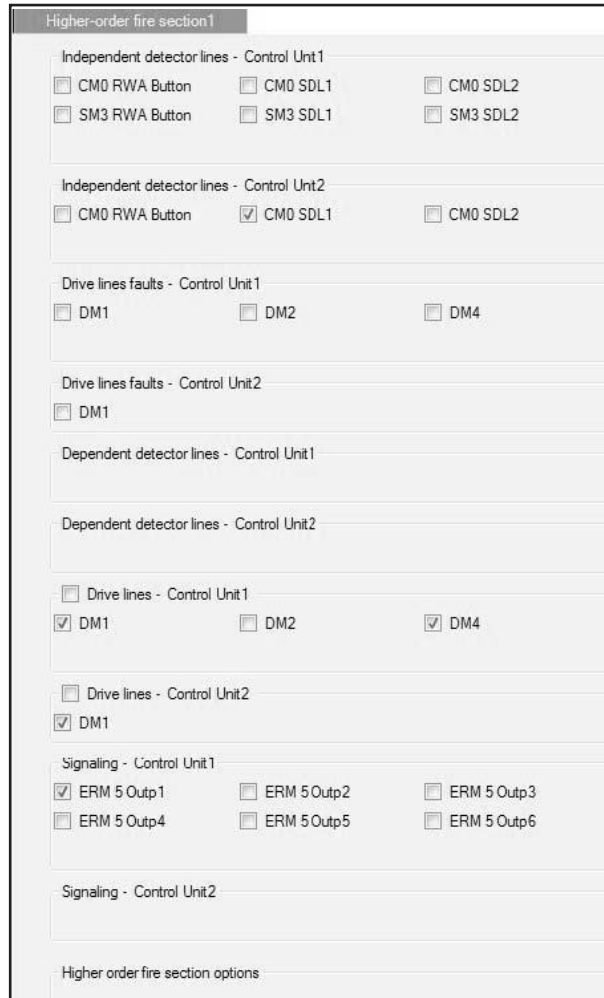 Higher-order fire section1
Independent detector lines - Control Unt1
CM0 RWA Button CM0 SDL1 CM0 SDL2
SM3 RWA Button SM3 SDL1 SM3 SDL2
Independent detector lines - Control Unit2
CM0 RWA Button CM0 SDL1 CM0 SDL2
Drive lines faults - Control Unit1
DM1 DM2 DM4
Drive lines faults - Control Unit2
DM1
Dependent detector lines - Control Unit1
Dependent detector lines - Control Unit2
Drive lines - Control Unit1
DM1 DM2 DM4
Drive lines - Control Unit2
DM1
Signaling - Control Unit1
ERM 5 Outp1 ERM 5 Outp2 ERM 5 Outp3
ERM 5 Outp4 ERM 5 Outp5 ERM 5 Outp6
Signaling - Control Unit2
Higher order fire section options